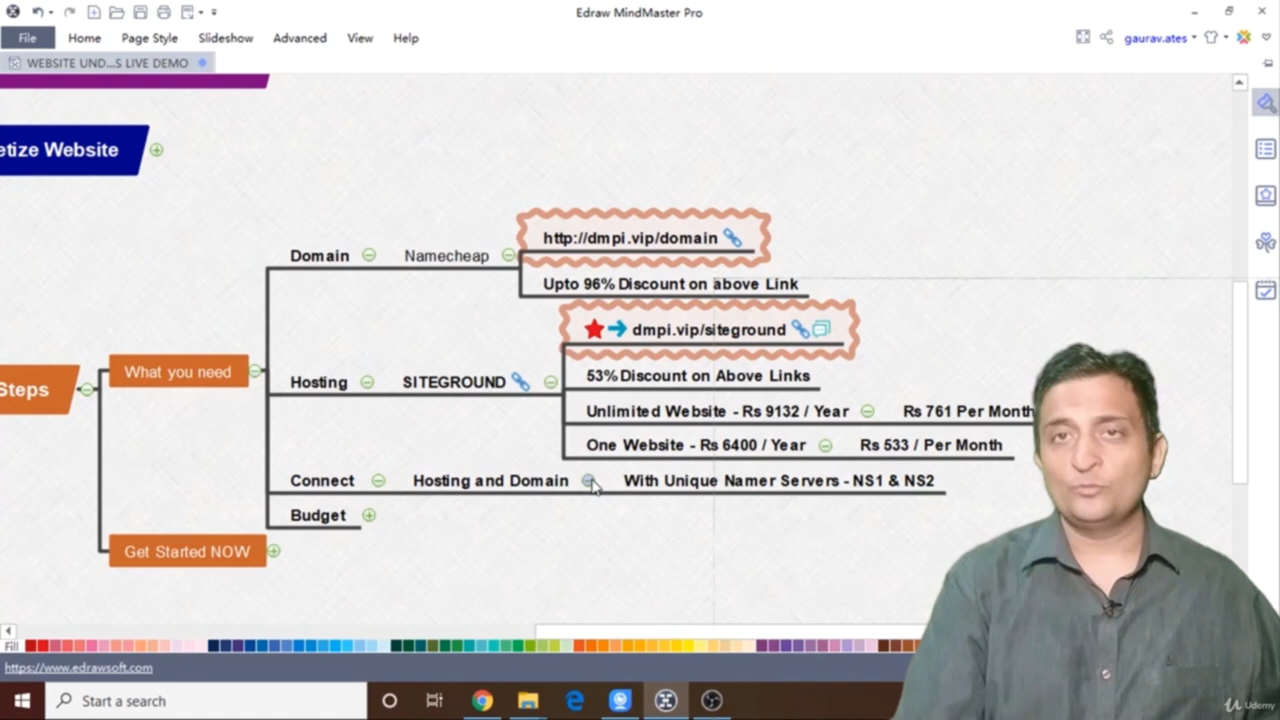 Edraw MindMaster Pro
File Home Page Style Slideshow Advanced View Help
gaurav.ates
WEBSITE UND...S LIVE DEMO
etize Website
http://dmpi.vip/domain
Domain Namecheap
Upto 96% Discount on above Link
dmpi.vip/siteground
What you need
53% Discount on Above Links
Steps
Hosting SITEGROUND
Unlimited Website - Rs 9132 / Year Rs 761 Per Month
One Website - Rs 6400 / Year Rs 533 / Per Month
Connect Hosting and Domain With Unique Namer Servers - NS1 & NS2
Budget
Get Started NOW
Fill
https://www.edrawsoft.com
Start a search
Udemy